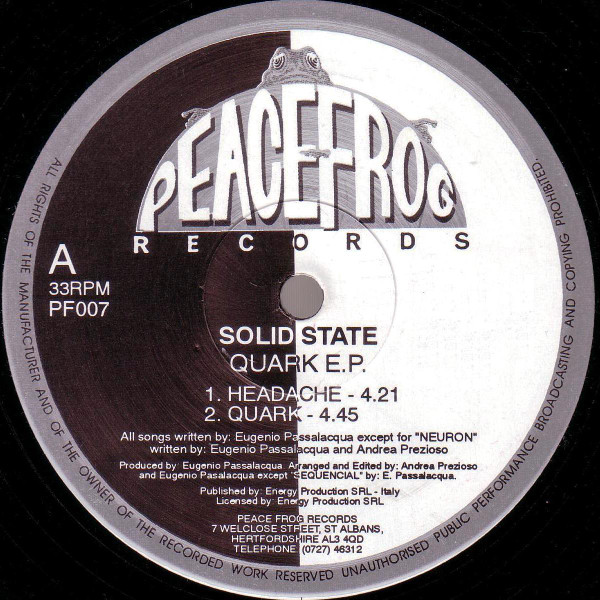 PEACEFROG
RECORDS
A
33RPM
PF007
SOLID STATE
QUARK E.P.
1. HEADACHE - 4.21
2. QUARK - 4.45
All songs written by: Eugenio Passalacqua except for "NEURON"
written by: Eugenio Passalacqua and Andrea Prezioso
Produced by: Eugenio Passalacqua. Arranged and Edited by: Andrea Prezioso
and Eugenio Pasalacqua except "SEQUENCIAL" by: E. Passalacqua.
Published by: Energy Production SRL - Italy
Licensed by: Energy Production SRL
PEACE FROG RECORDS
7 WELCLOSE STREET, ST ALBANS,
HERTFORDSHIRE AL3 4QD
TELEPHONE (0727) 46312
ALL RIGHTS OF THE MANUFACTURER AND OF THE OWNER OF THE RECORDED WORK RESERVED UNAUTHORISED PUBLIC PERFORMANCE BROADCASTING AND COPYING PROHIBITED.